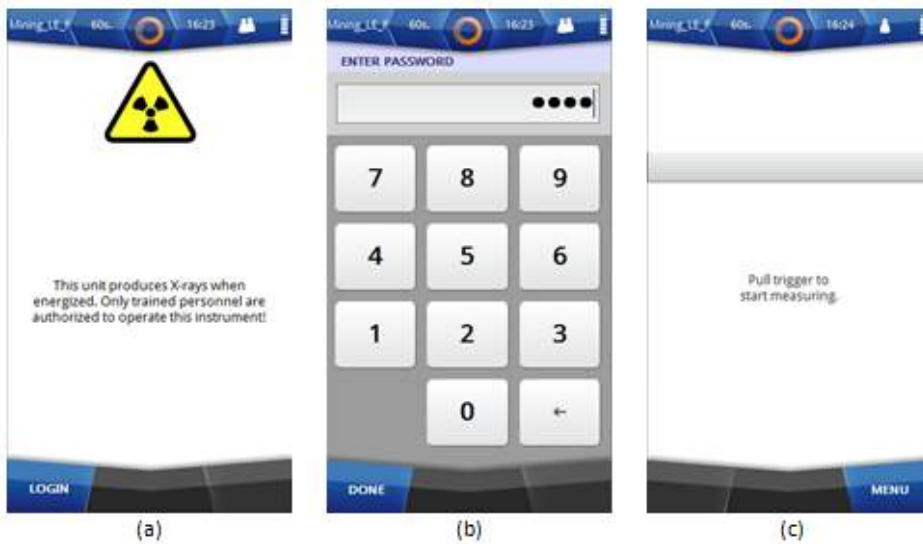 Mining_LE_F 60s. 16:23
This unit produces X-rays when
energized. Only trained personnel are
authorized to operate this instrument!
LOGIN
(a)
Mining_LE_F 60s. 16:23
ENTER PASSWORD
7 8 9
4 5 6
1 2 3
0 ←
DONE
(b)
Mining_LE_F 60s. 16:24
Pull trigger to
start measuring.
MENU
(c)